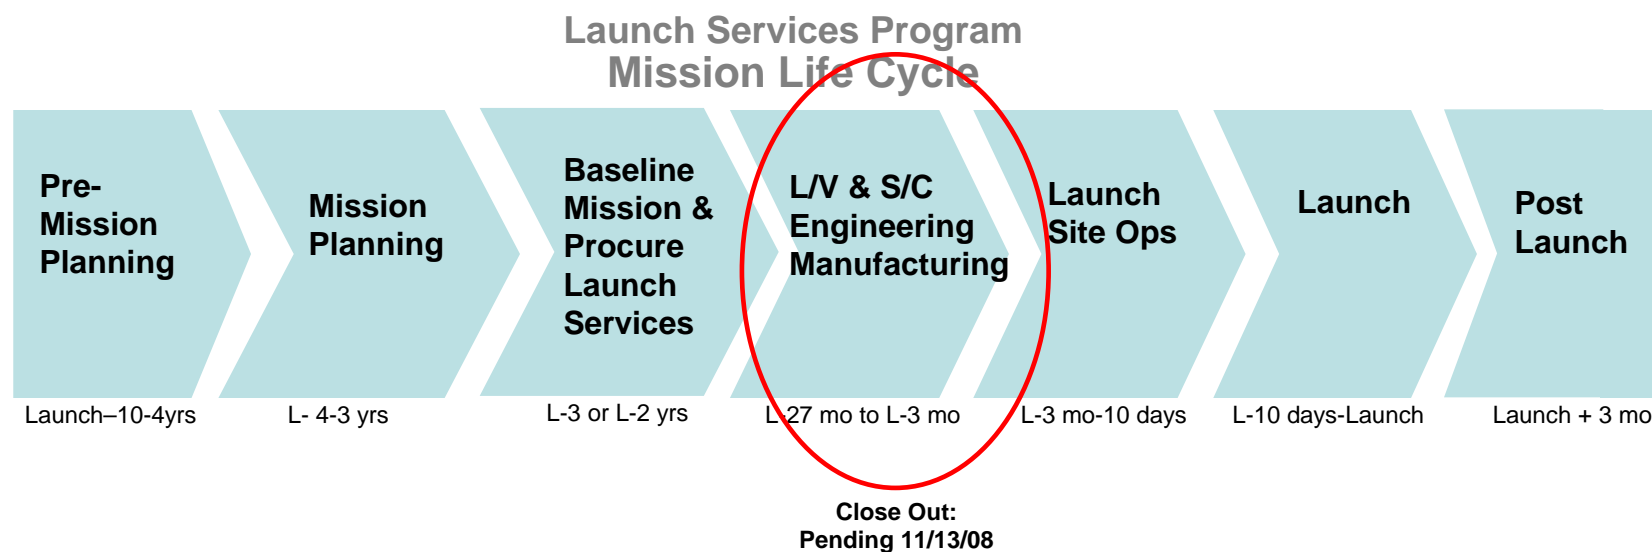 Launch Services Program
Mission Life Cycle
Pre-
Mission
Planning
Mission
Planning
Baseline
Mission &
Procure
Launch
Services
L/V & S/C
Engineering
Manufacturing
Launch
Site Ops
Launch
Post
Launch
Launch–10-4yrs
L- 4-3 yrs
L-3 or L-2 yrs
L-27 mo to L-3 mo
L-3 mo-10 days
L-10 days-Launch
Launch + 3 mo
Close Out:
Pending 11/13/08